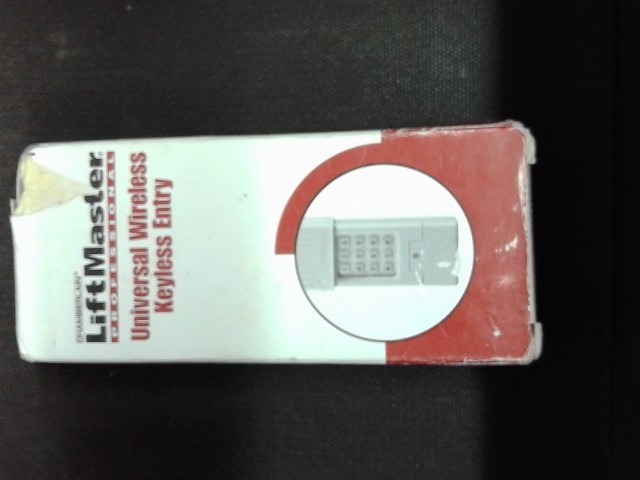 CHAMBERLAIN®
LiftMaster
PROFESSIONAL
Universal Wireless
Keyless Entry